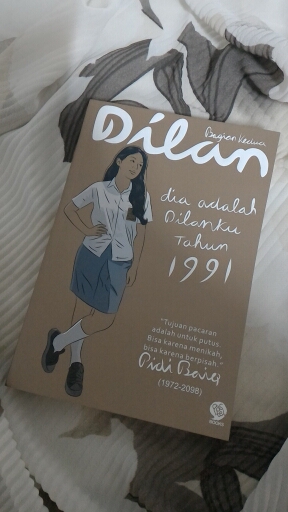 Bagian Kedua
Dilan
dia adalah
Dilanku
Tahun
1991
"Tujuan pacaran
adalah untuk putus.
Bisa karena menikah,
bisa karena berpisah."
Pidi Baiq
(1972-2098)
BOOKS